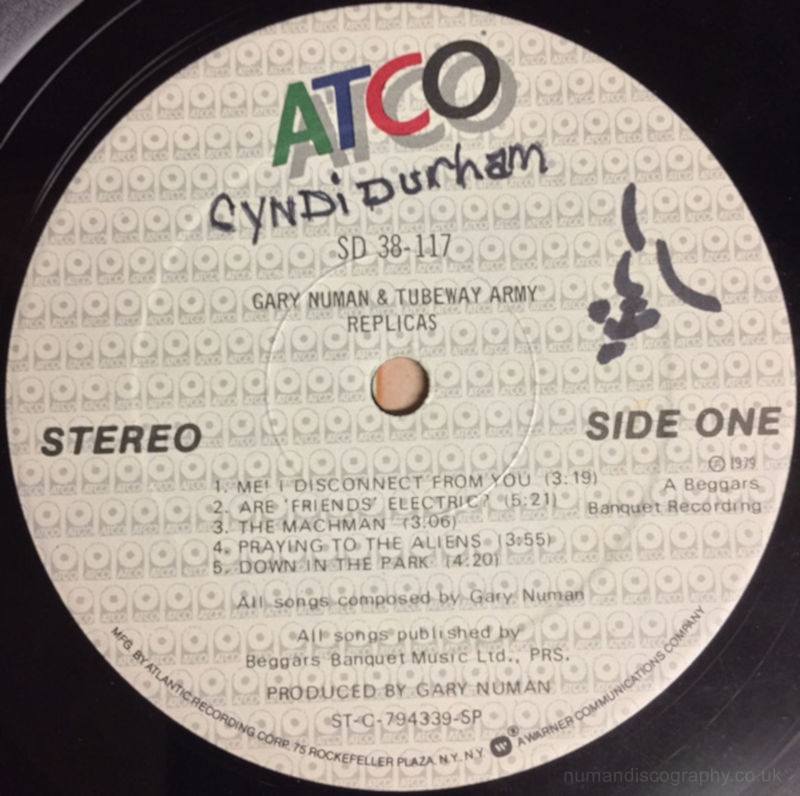 ATCO
CYNDi DUrham
SD 38-117
GARY NUMAN & TUBEWAY ARMY
REPLICAS
STEREO
SIDE ONE
Ⓟ 1979
A Beggars
Banquet Recording
1. ME! I DISCONNECT FROM YOU (3:19)
2. ARE 'FRIENDS' ELECTRIC? (5:21)
3. THE MACHMAN (3:06)
4. PRAYING TO THE ALIENS (3:55)
5. DOWN IN THE PARK (4:20)
All songs composed by Gary Numan
All songs published by
Beggars Banquet Music Ltd., PRS.
PRODUCED BY GARY NUMAN
ST-C-794339-SP
MFG. BY ATLANTIC RECORDING CORP. 75 ROCKEFELLER PLAZA, N.Y., N.Y. ® A WARNER COMMUNICATIONS COMPANY
numandiscography.co.uk